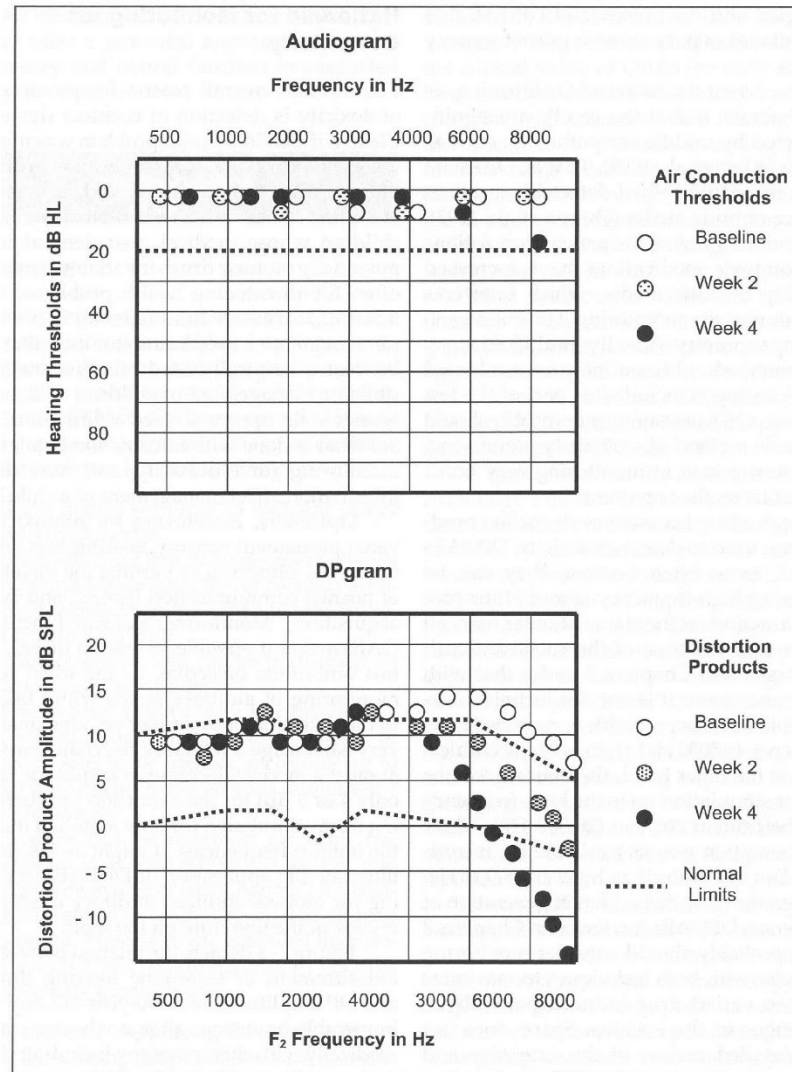 Audiogram
Frequency in Hz
500 1000 2000 3000 4000 6000 8000
Hearing Thresholds in dB Hl
0
20
40
60
80
Air Conduction
Thresholds
Baseline
Week 2
Week 4
DPgram
Distortion Product Amplitude in dB SPL
20
15
10
0
- 5
- 10
500 1000 2000 4000 3000 6000 8000
F₂ Frequency in Hz
Distortion
Products
Baseline
Week 2
Week 4
Normal
Limits